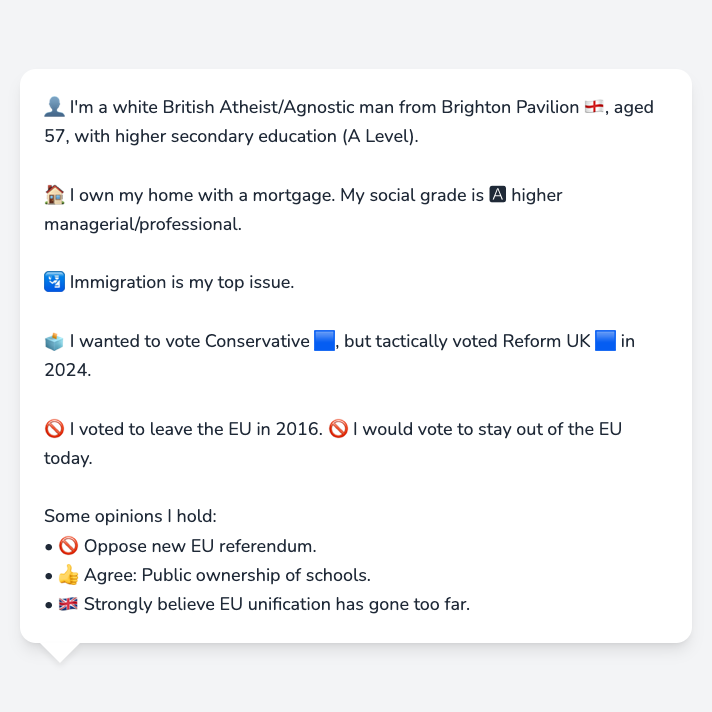 👤 I'm a white British Atheist/Agnostic man from Brighton Pavilion 🏴󠁧󠁢󠁥󠁮󠁧󠁿, aged
57, with higher secondary education (A Level).
🏠 I own my home with a mortgage. My social grade is 🅰 higher
managerial/professional.
🛂 Immigration is my top issue.
🗳️ I wanted to vote Conservative 🟦, but tactically voted Reform UK 🟦 in
2024.
🚫 I voted to leave the EU in 2016. 🚫 I would vote to stay out of the EU
today.
Some opinions I hold:
• 🚫 Oppose new EU referendum.
• 👍 Agree: Public ownership of schools.
• 🇬🇧 Strongly believe EU unification has gone too far.